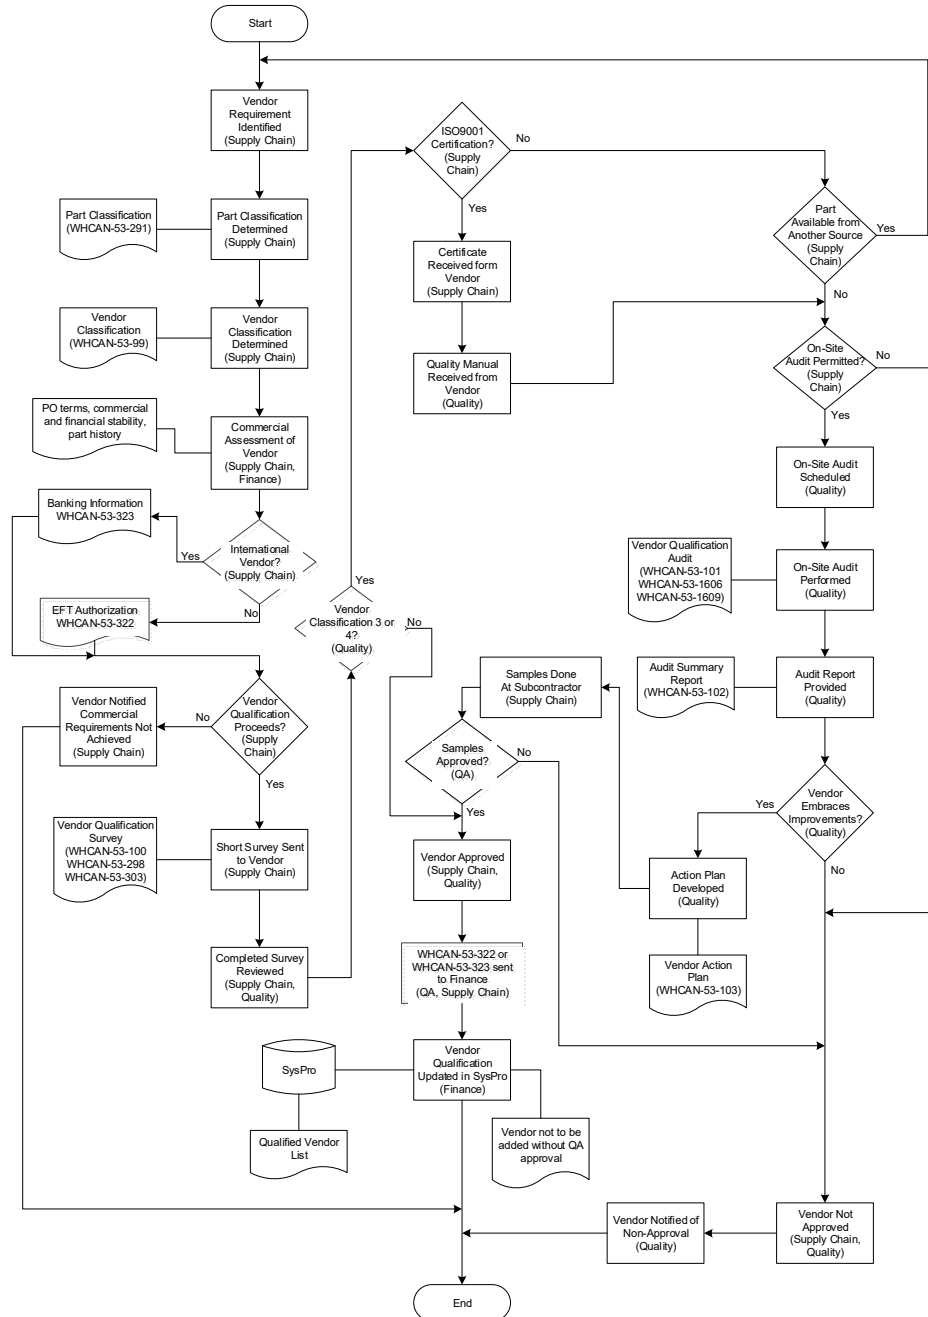 Start
Vendor
Requirement
Identified
(Supply Chain)
Part Classification
(WHCAN-53-291)
Part Classification
Determined
(Supply Chain)
Vendor
Classification
(WHCAN-53-99)
Vendor
Classification
Determined
(Supply Chain)
PO terms, commercial
and financial stability,
part history
Commercial
Assessment of
Vendor
(Supply Chain,
Finance)
Banking Information
WHCAN-53-323
Yes
International
Vendor?
(Supply Chain)
No
EFT Authorization
WHCAN-53-322
Vendor Notified
Commercial
Requirements Not
Achieved
(Supply Chain)
No
Vendor
Qualification
Proceeds?
(Supply
Chain)
Yes
Vendor Qualification
Survey
(WHCAN-53-100
WHCAN-53-298
WHCAN-53-303)
Short Survey Sent
to Vendor
(Supply Chain)
Completed Survey
Reviewed
(Supply Chain,
Quality)
Yes
Vendor
Classification 3 or
4?
(Quality)
No
ISO9001
Certification?
(Supply
Chain)
No
Yes
Certificate
Received form
Vendor
(Supply Chain)
Quality Manual
Received from
Vendor
(Quality)
Part
Available from
Another Source
(Supply
Chain)
Yes
No
On-Site
Audit Permitted?
(Supply
Chain)
No
Yes
On-Site Audit
Scheduled
(Quality)
Vendor Qualification
Audit
(WHCAN-53-101
WHCAN-53-1606
WHCAN-53-1609)
On-Site Audit
Performed
(Quality)
Audit Summary
Report
(WHCAN-53-102)
Audit Report
Provided
(Quality)
Vendor
Embraces
Improvements?
(Quality)
Yes
No
Action Plan
Developed
(Quality)
Vendor Action
Plan
(WHCAN-53-103)
Samples Done
At Subcontractor
(Supply Chain)
Samples
Approved?
(QA)
No
Yes
Vendor Approved
(Supply Chain,
Quality)
WHCAN-53-322 or
WHCAN-53-323 sent
to Finance
(QA, Supply Chain)
Vendor
Qualification
Updated in SysPro
(Finance)
SysPro
Qualified Vendor
List
Vendor not to be
added without QA
approval
Vendor Not
Approved
(Supply Chain,
Quality)
Vendor Notified of
Non-Approval
(Quality)
End